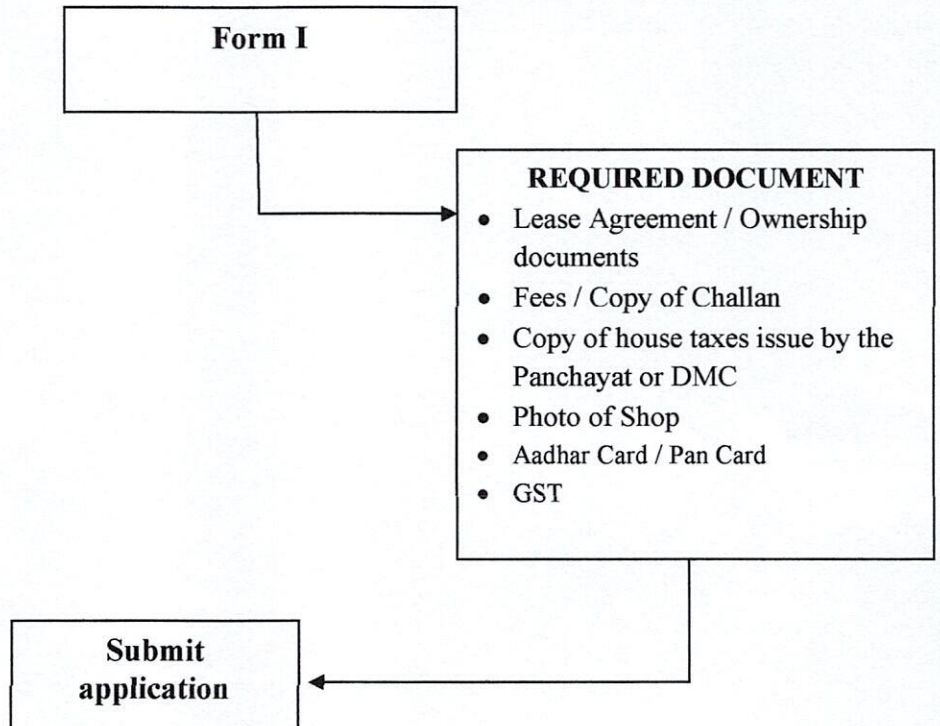 Form I
REQUIRED DOCUMENT
• Lease Agreement / Ownership
documents
• Fees / Copy of Challan
• Copy of house taxes issue by the
Panchayat or DMC
• Photo of Shop
• Aadhar Card / Pan Card
• GST
Submit
application